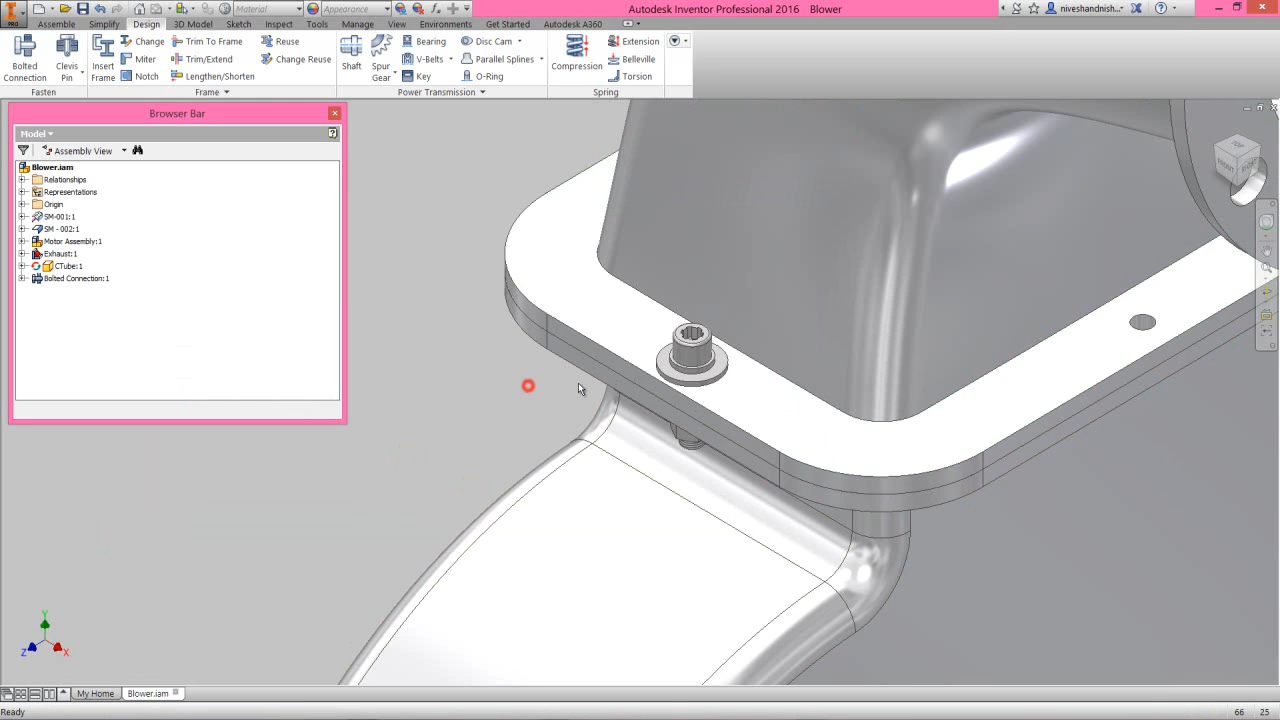 Material
Appearance
Autodesk Inventor Professional 2016 Blower
niveshandnish...
PRO
Assemble Simplify Design 3D Model Sketch Inspect Tools Manage View Environments Get Started Autodesk A360
Change Trim To Frame Reuse Bearing Disc Cam Extension
Miter Trim/Extend Change Reuse V-Belts Parallel Splines Belleville
Bolted Connection Clevis Pin Insert Frame Notch Lengthen/Shorten Shaft Spur Gear Key O-Ring Compression Torsion
Fasten Frame Power Transmission Spring
Browser Bar
Model
Assembly View
Blower.iam
Relationships
Representations
Origin
SM-001:1
SM - 002:1
Motor Assembly:1
Exhaust:1
CTube:1
Bolted Connection:1
TOP
Y
Z
X
My Home Blower.iam
Ready 66 25